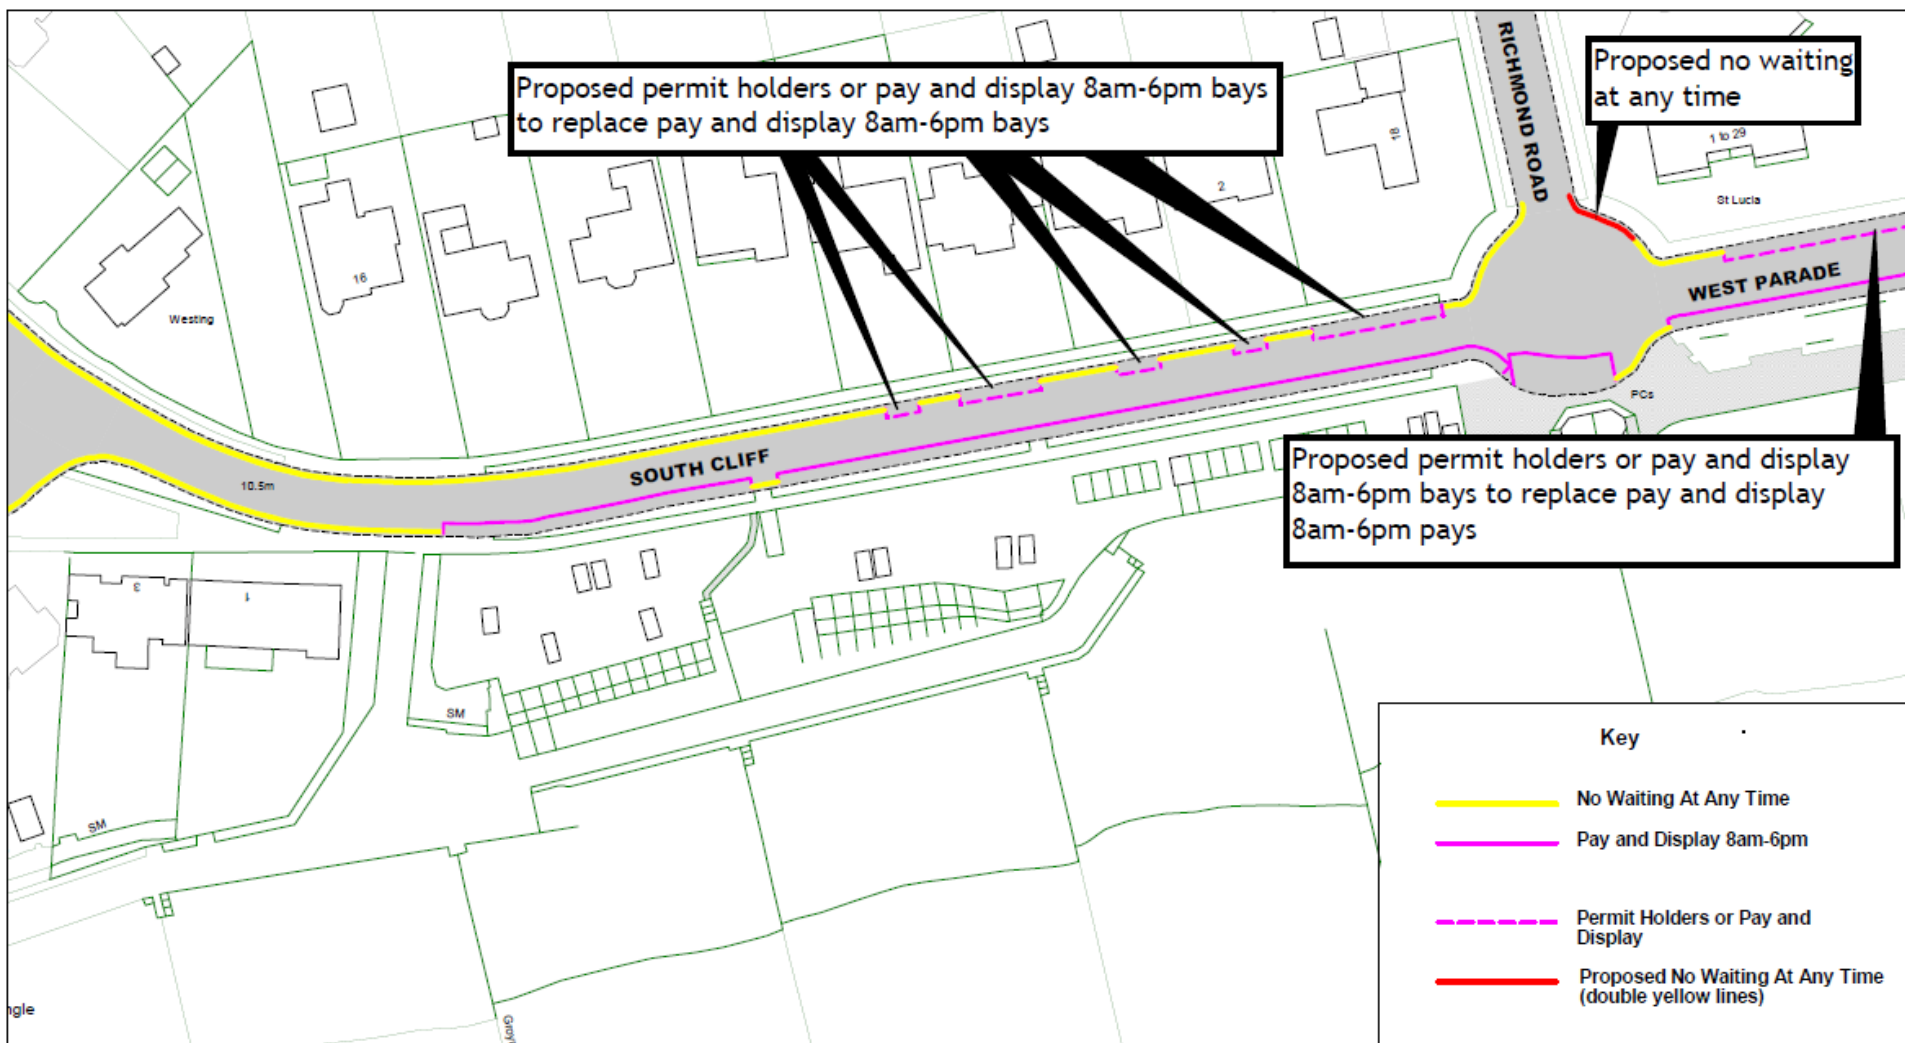 Proposed permit holders or pay and display 8am-6pm bays
to replace pay and display 8am-6pm bays
RICHMOND ROAD
Proposed no waiting
at any time
1 to 29
St Lucia
18
2
16
Westing
WEST PARADE
SOUTH CLIFF
10.5m
PCs
Proposed permit holders or pay and display
8am-6pm bays to replace pay and display
8am-6pm pays
3
1
SM
SM
Key
No Waiting At Any Time
Pay and Display 8am-6pm
Permit Holders or Pay and
Display
Proposed No Waiting At Any Time
(double yellow lines)
ngle
Groy